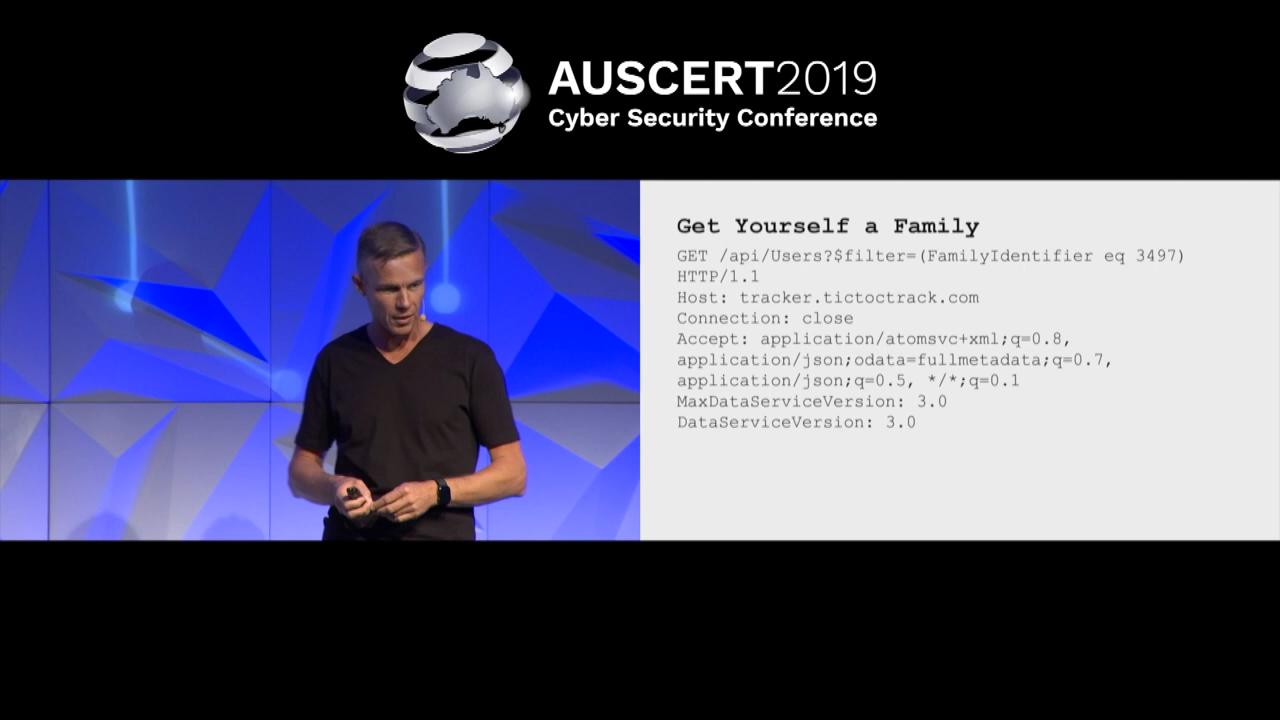 AUSCERT2019
Cyber Security Conference
Get Yourself a Family
GET /api/Users?$filter=(FamilyIdentifier eq 3497)
HTTP/1.1
Host: tracker.tictoctrack.com
Connection: close
Accept: application/atomsvc+xml;q=0.8,
application/json;odata=fullmetadata;q=0.7,
application/json;q=0.5, */*;q=0.1
MaxDataServiceVersion: 3.0
DataServiceVersion: 3.0